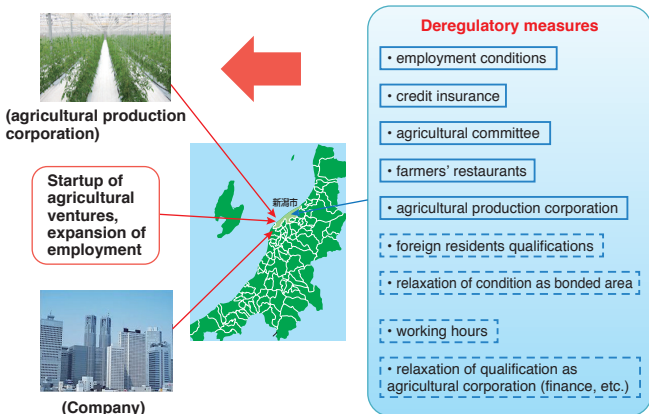 (agricultural production
corporation)
Startup of
agricultural
ventures,
expansion of
employment
(Company)
新潟市
Deregulatory measures
・employment conditions
・credit insurance
・agricultural committee
・farmers’ restaurants
・agricultural production corporation
・foreign residents qualifications
・relaxation of condition as bonded area
・working hours
・relaxation of qualification as
agricultural corporation (finance, etc.)